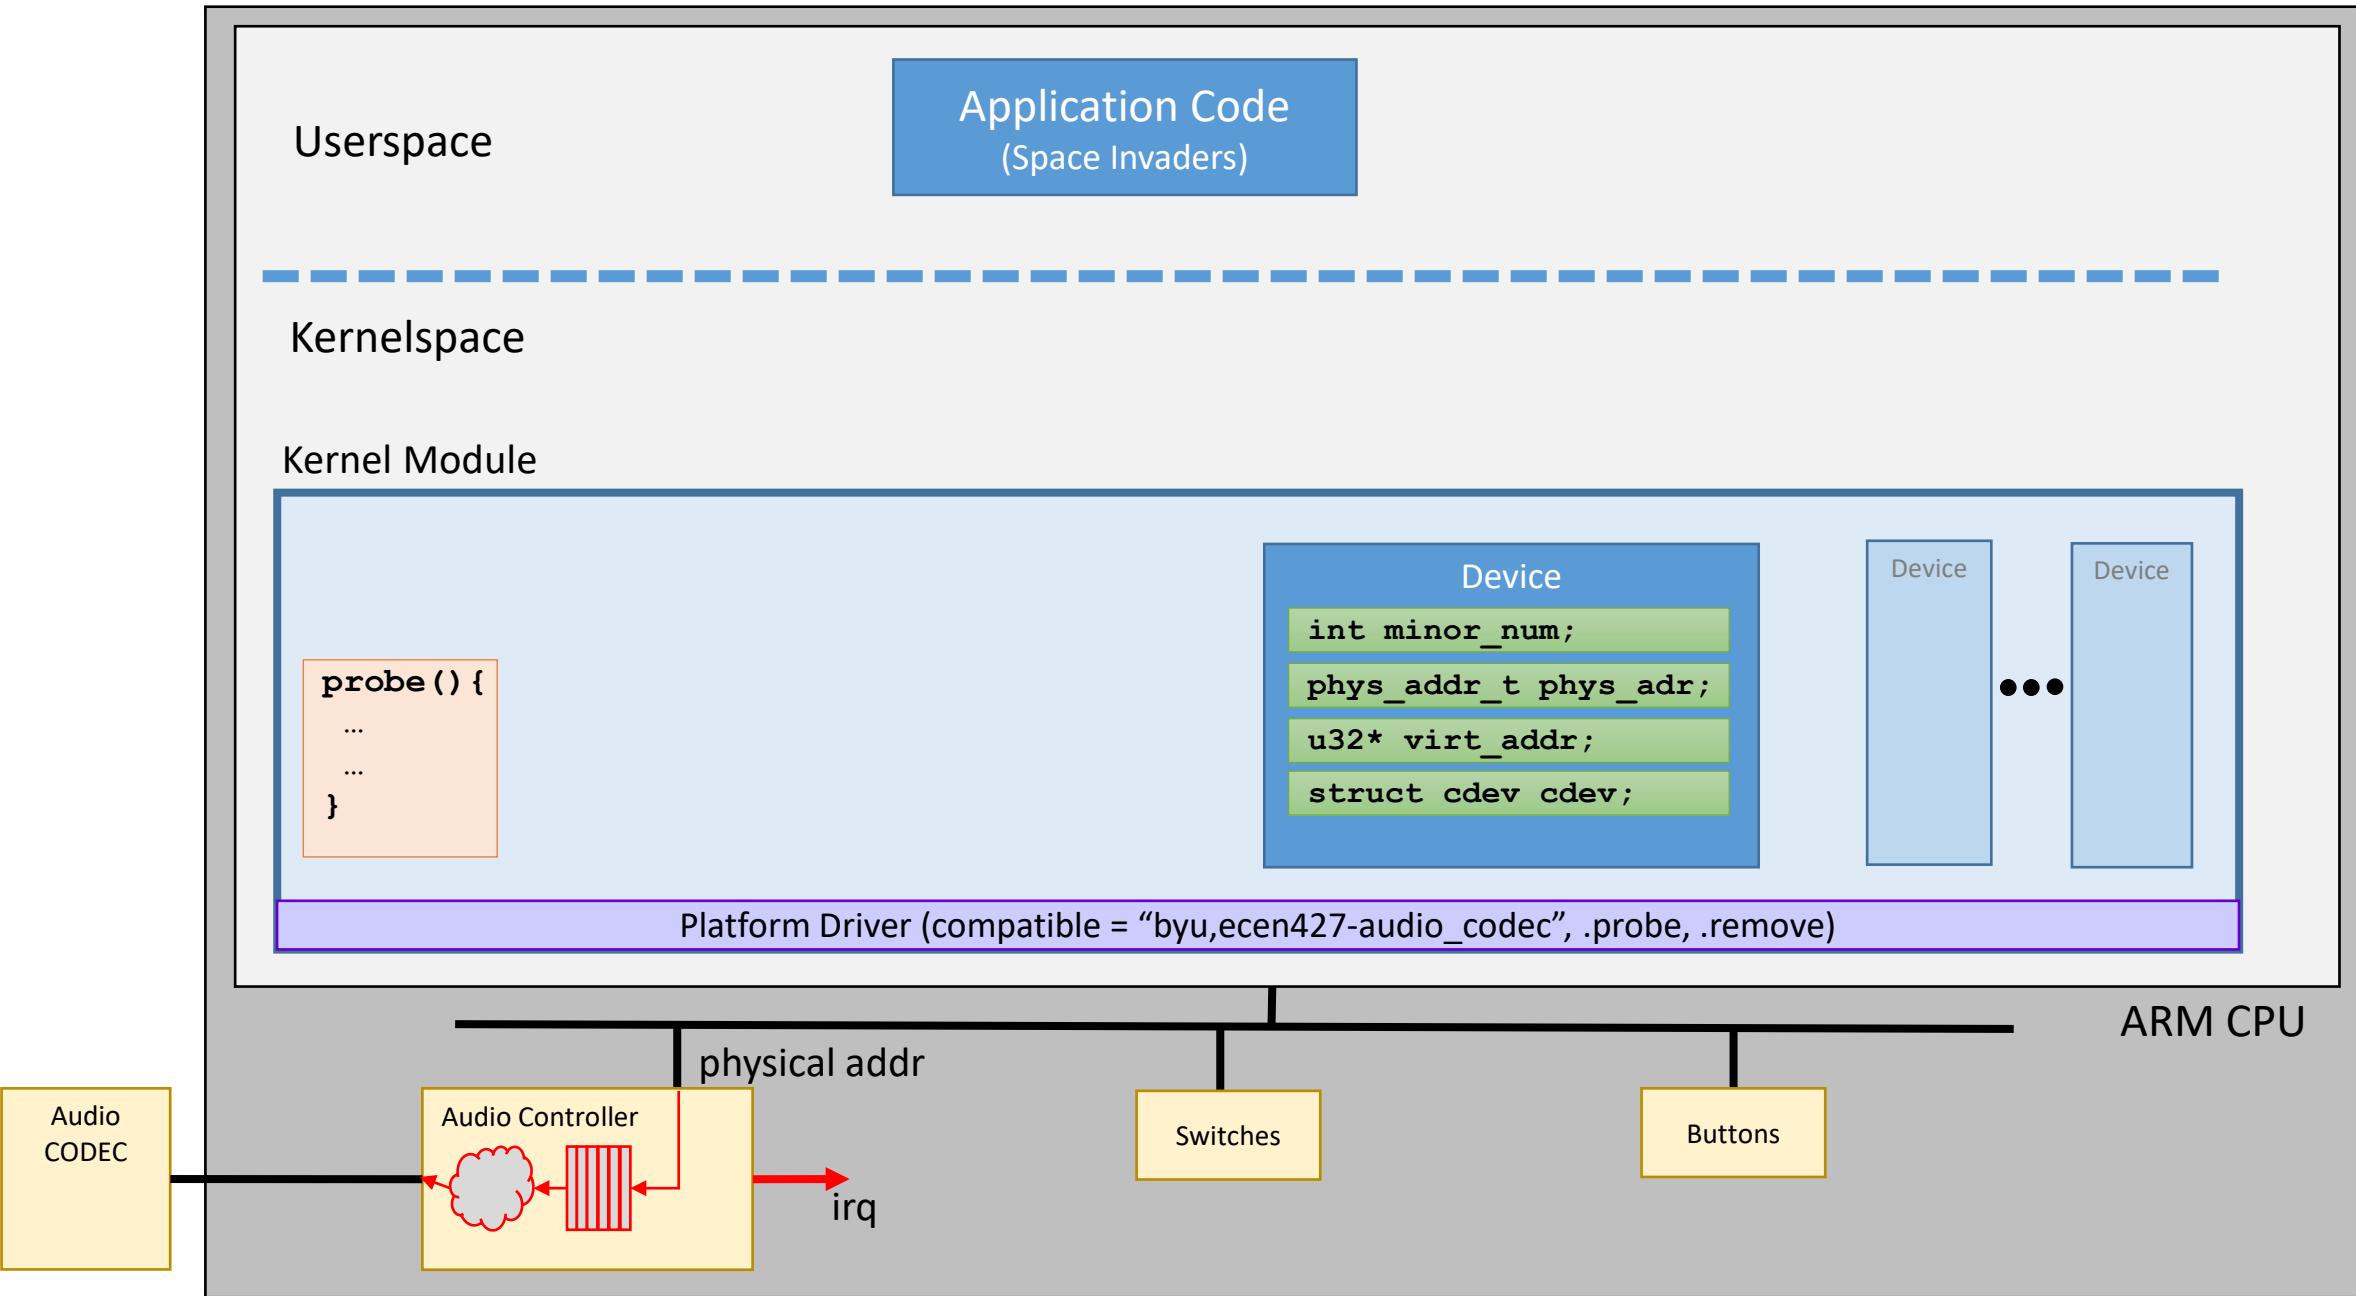 Application Code
(Space Invaders)
Userspace
Kernelspace
Kernel Module
Device
int minor_num;
phys_addr_t phys_adr;
u32* virt_addr;
struct cdev cdev;
Device
Device
probe(){
...
...
}
Platform Driver (compatible = “byu,ecen427-audio_codec”, .probe, .remove)
ARM CPU
physical addr
Audio
CODEC
Audio Controller
irq
Switches
Buttons